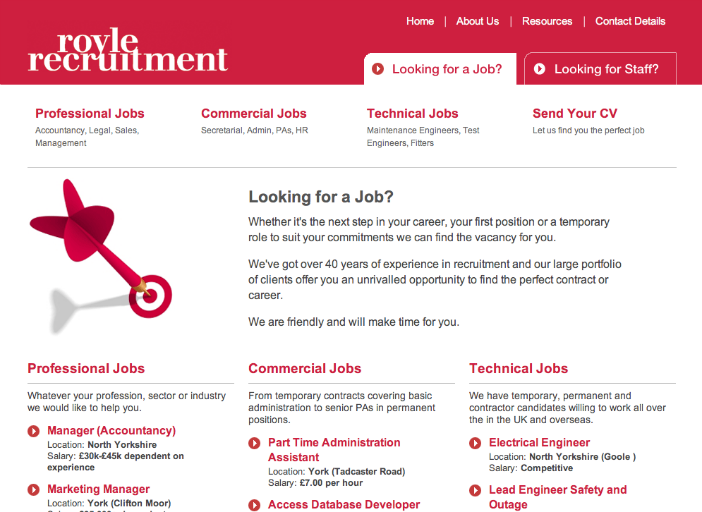 Home | About Us | Resources | Contact Details
royle
recruitment
Looking for a Job?
Looking for Staff?
Professional Jobs
Accountancy, Legal, Sales,
Management
Commercial Jobs
Secretarial, Admin, PAs, HR
Technical Jobs
Maintenance Engineers, Test
Engineers, Fitters
Send Your CV
Let us find you the perfect job
Looking for a Job?
Whether it's the next step in your career, your first position or a temporary
role to suit your commitments we can find the vacancy for you.
We've got over 40 years of experience in recruitment and our large portfolio
of clients offer you an unrivalled opportunity to find the perfect contract or
career.
We are friendly and will make time for you.
Professional Jobs
Whatever your profession, sector or industry
we would like to help you.
Manager (Accountancy)
Location: North Yorkshire
Salary: £30k-£45k dependent on
experience
Marketing Manager
Location: York (Clifton Moor)
Commercial Jobs
From temporary contracts covering basic
administration to senior PAs in permanent
positions.
Part Time Administration
Assistant
Location: York (Tadcaster Road)
Salary: £7.00 per hour
Access Database Developer
Technical Jobs
We have temporary, permanent and
contractor candidates willing to work all over
the in the UK and overseas.
Electrical Engineer
Location: North Yorkshire (Goole )
Salary: Competitive
Lead Engineer Safety and
Outage